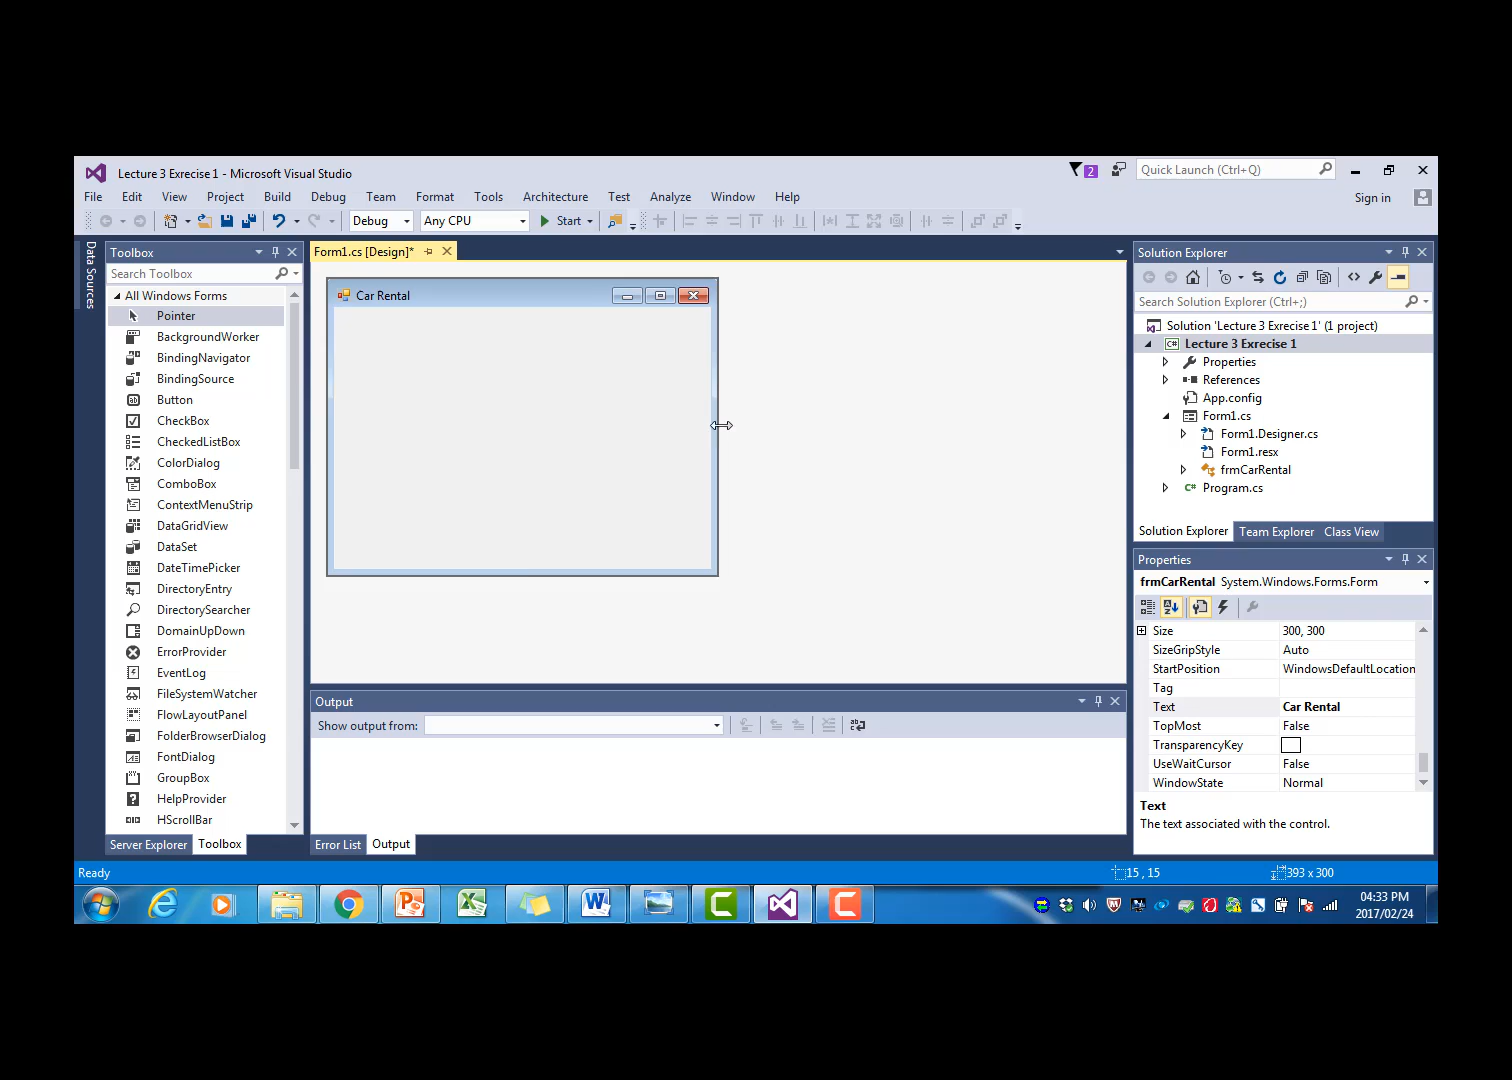 Lecture 3 Exrecise 1 - Microsoft Visual Studio
2
Quick Launch (Ctrl+Q)
File Edit View Project Build Debug Team Format Tools Architecture Test Analyze Window Help
Sign in
Debug Any CPU Start
Data Sources
Toolbox
Search Toolbox
All Windows Forms
Pointer
BackgroundWorker
BindingNavigator
BindingSource
Button
CheckBox
CheckedListBox
ColorDialog
ComboBox
ContextMenuStrip
DataGridView
DataSet
DateTimePicker
DirectoryEntry
DirectorySearcher
DomainUpDown
ErrorProvider
EventLog
FileSystemWatcher
FlowLayoutPanel
FolderBrowserDialog
FontDialog
GroupBox
HelpProvider
HScrollBar
Server Explorer Toolbox
Form1.cs [Design]*
Car Rental
Output
Show output from:
Error List Output
Solution Explorer
Search Solution Explorer (Ctrl+;)
Solution 'Lecture 3 Exrecise 1' (1 project)
C# Lecture 3 Exrecise 1
Properties
References
App.config
Form1.cs
Form1.Designer.cs
Form1.resx
frmCarRental
C# Program.cs
Solution Explorer Team Explorer Class View
Properties
frmCarRental System.Windows.Forms.Form
Size 300, 300
SizeGripStyle Auto
StartPosition WindowsDefaultLocation
Tag
Text Car Rental
TopMost False
TransparencyKey
UseWaitCursor False
WindowState Normal
Text
The text associated with the control.
Ready
15 , 15
393 x 300
04:33 PM
2017/02/24